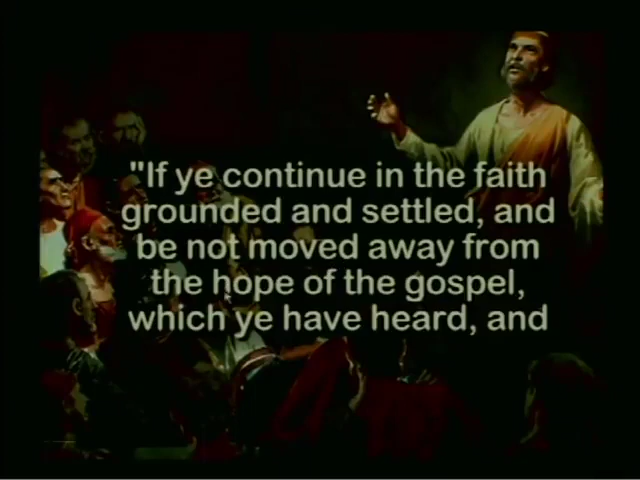 "If ye continue in the faith
grounded and settled, and
be not moved away from
the hope of the gospel,
which ye have heard, and